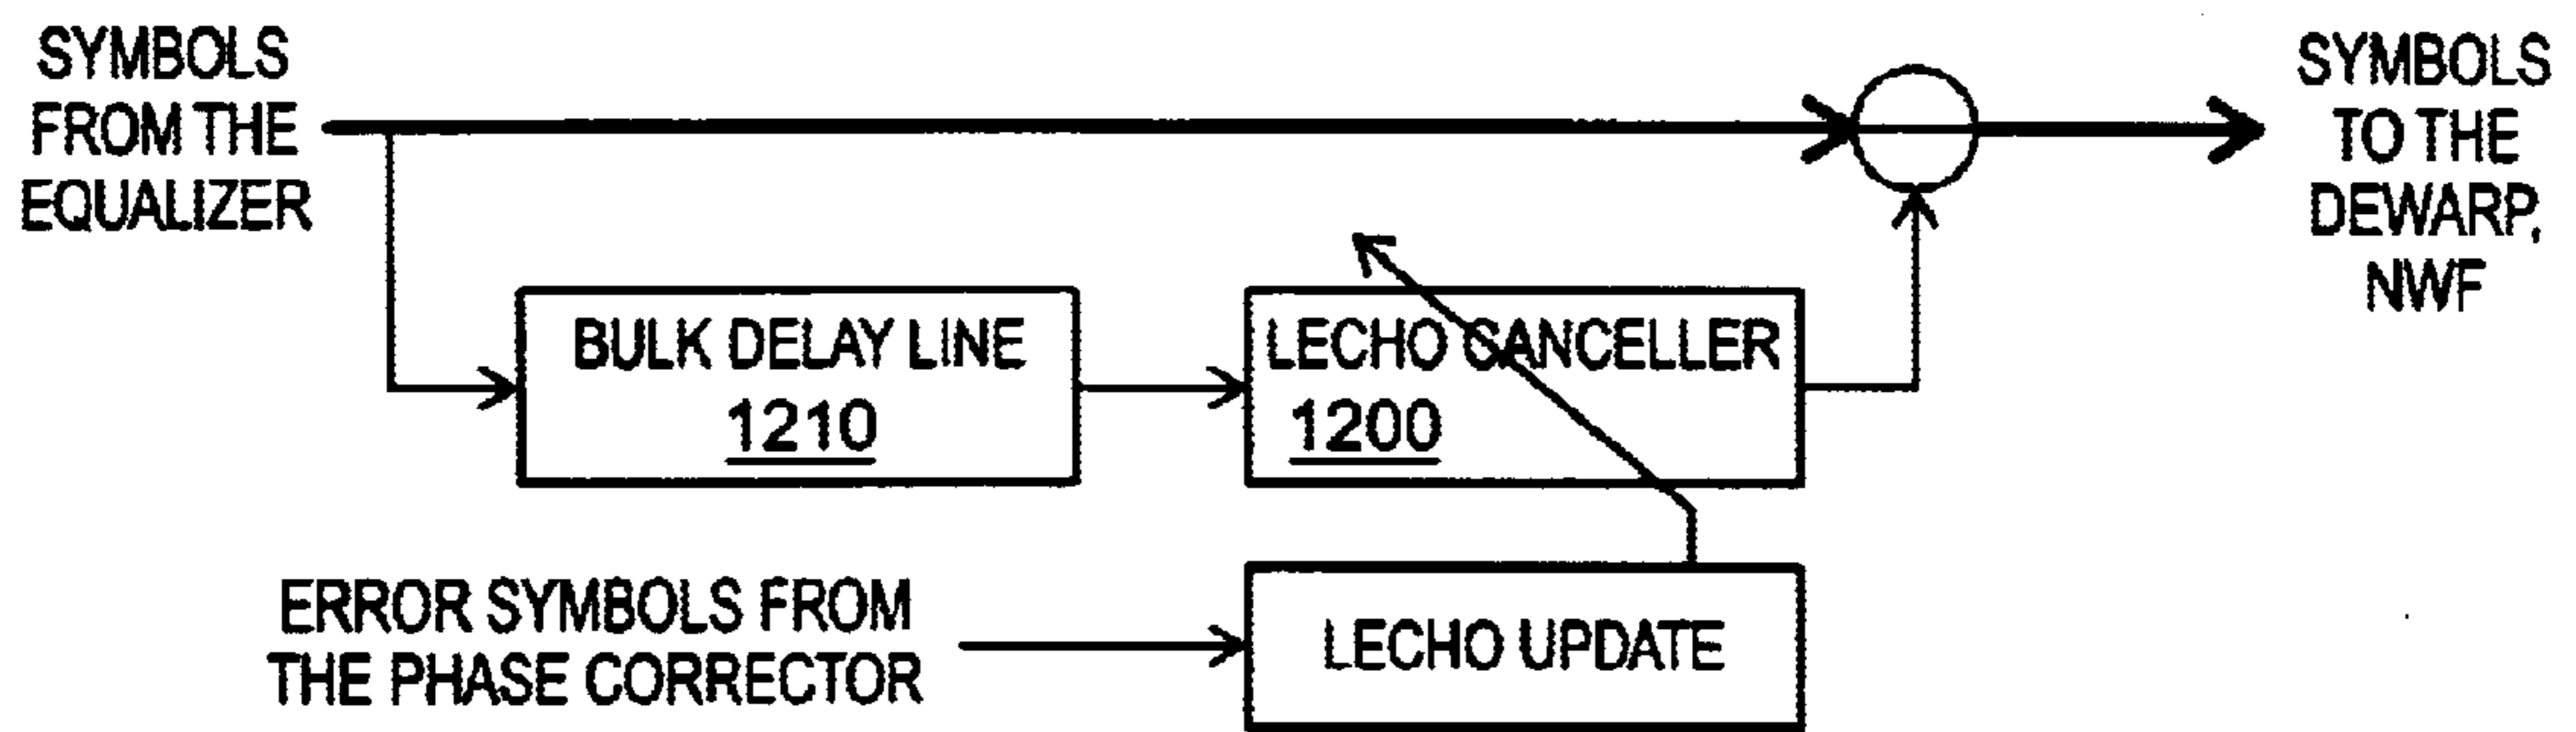 SYMBOLS
FROM THE
EQUALIZER
SYMBOLS
TO THE
DEWARP,
NWF
BULK DELAY LINE
1210
LECHO CANCELLER
1200
ERROR SYMBOLS FROM
THE PHASE CORRECTOR
LECHO UPDATE